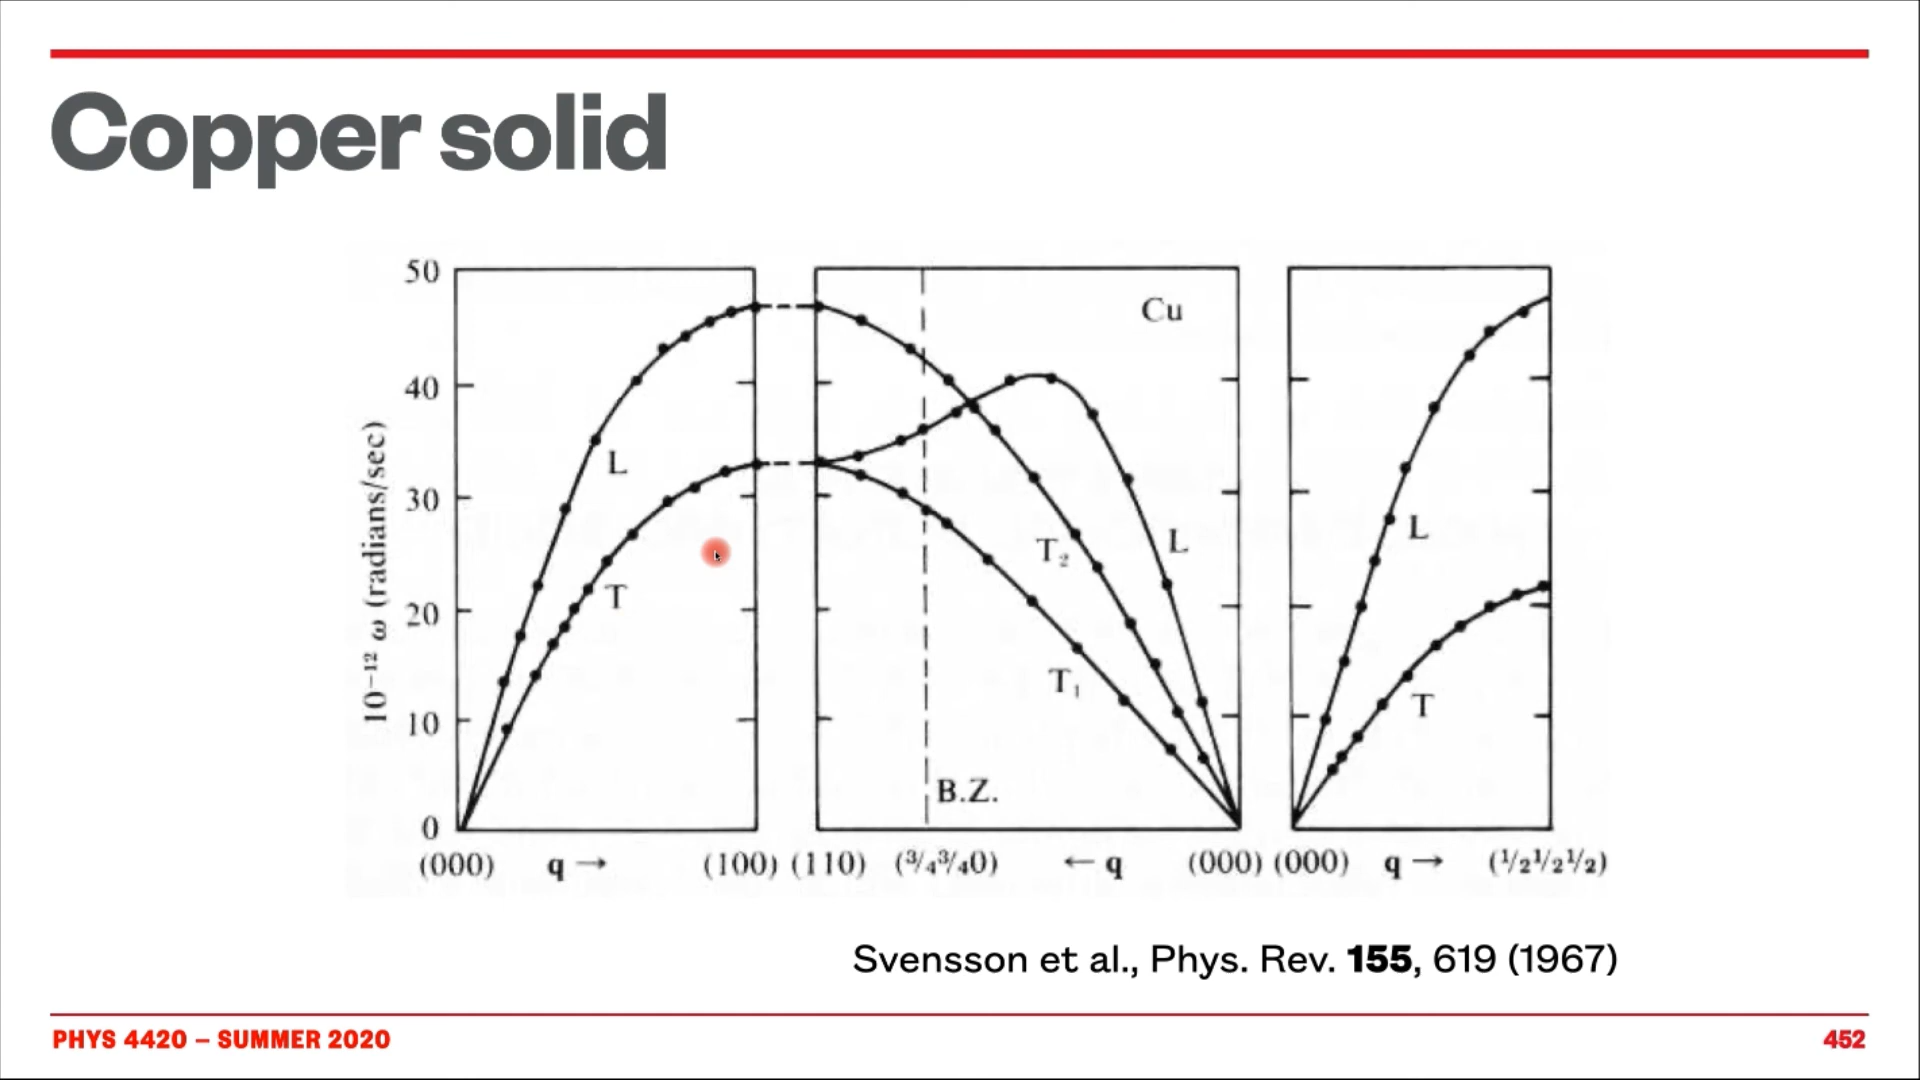 Copper solid
50
40
30
20
10
0
10⁻¹² ω (radians/sec)
L
T
Cu
T₂
L
T₁
B.Z.
L
T
(000) q → (100) (110) (³/₄³/₄0) ← q (000) (000) q → (¹/₂¹/₂¹/₂)
Svensson et al., Phys. Rev. 155, 619 (1967)
PHYS 4420 – SUMMER 2020
452